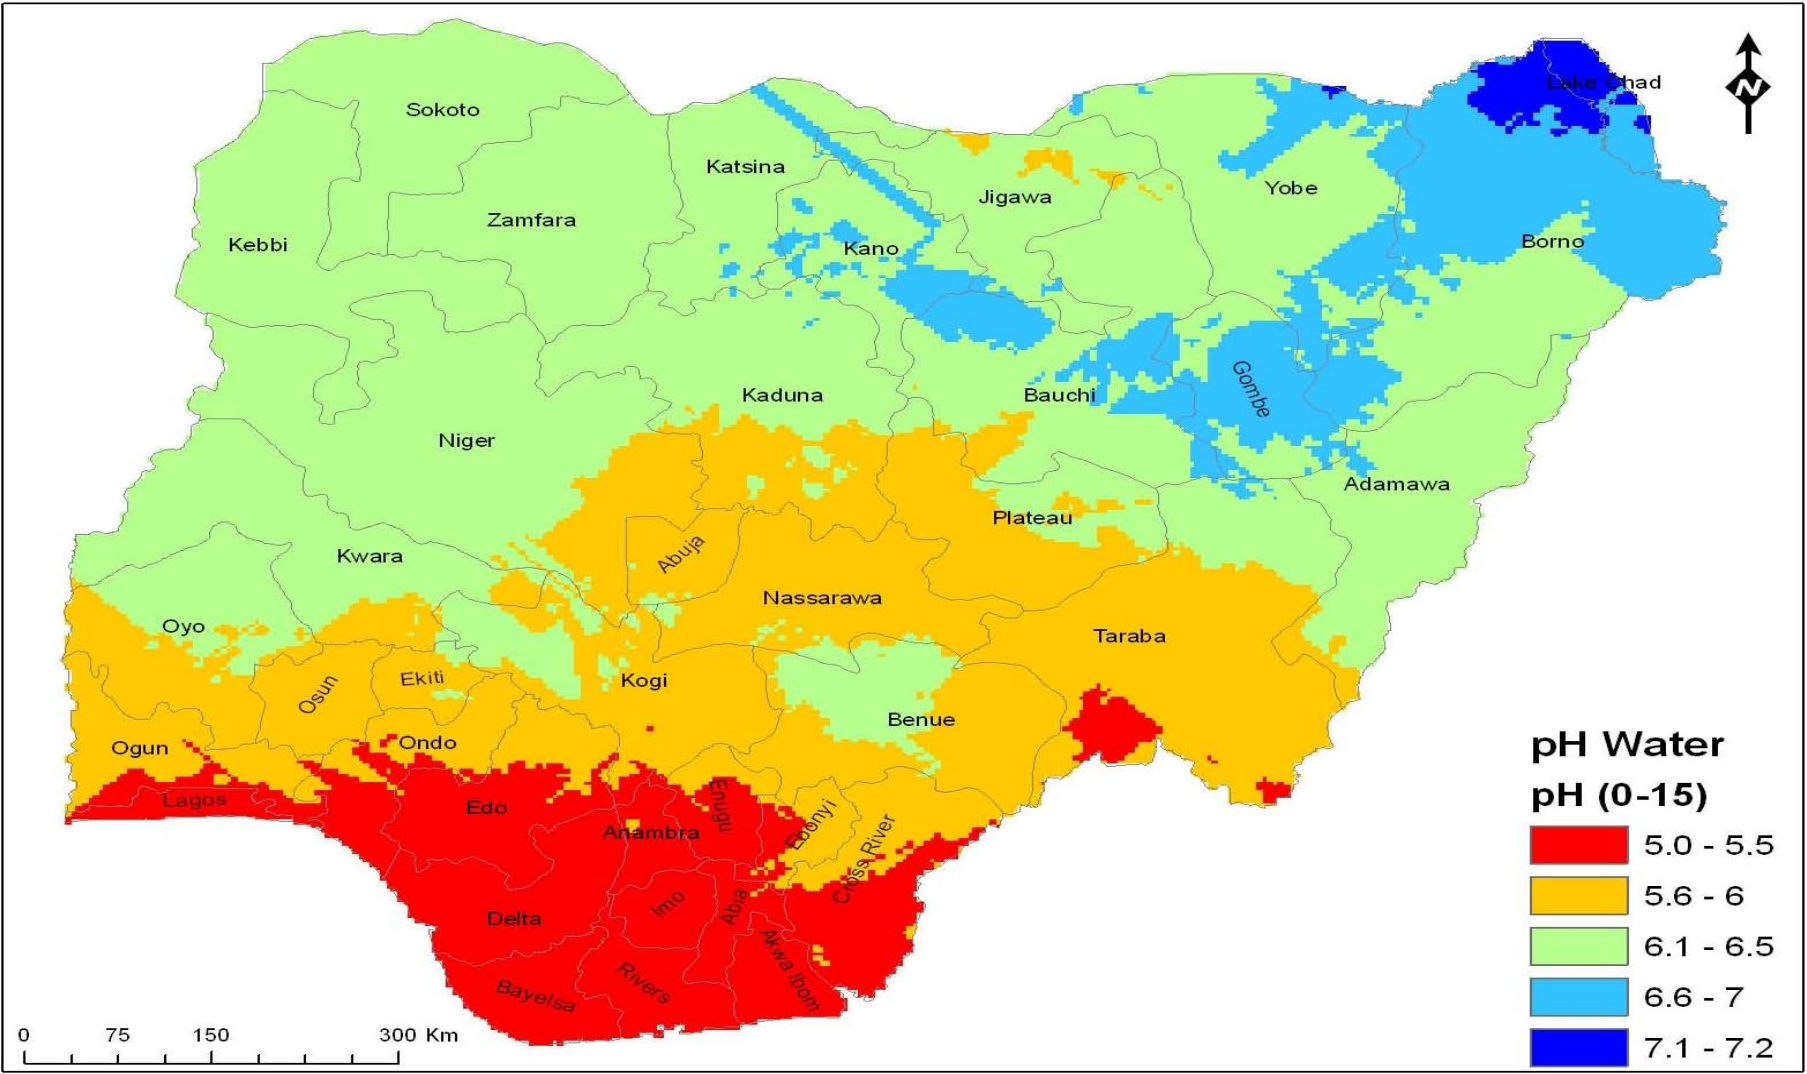 Lake Chad
N
Sokoto
Katsina
Jigawa
Yobe
Zamfara
Kebbi
Kano
Borno
Gombe
Kaduna
Bauchi
Niger
Adamawa
Plateau
Abuja
Kwara
Nassarawa
Oyo
Taraba
Osun
Ekiti
Kogi
Benue
Ogun
Ondo
Lagos
Edo
Enugu
Anambra
Ebonyi
Cross River
Imo
Abia
Delta
Akwa Ibom
Rivers
Bayelsa
pH Water
pH (0-15)
5.0 - 5.5
5.6 - 6
6.1 - 6.5
6.6 - 7
7.1 - 7.2
0 75 150 300 Km